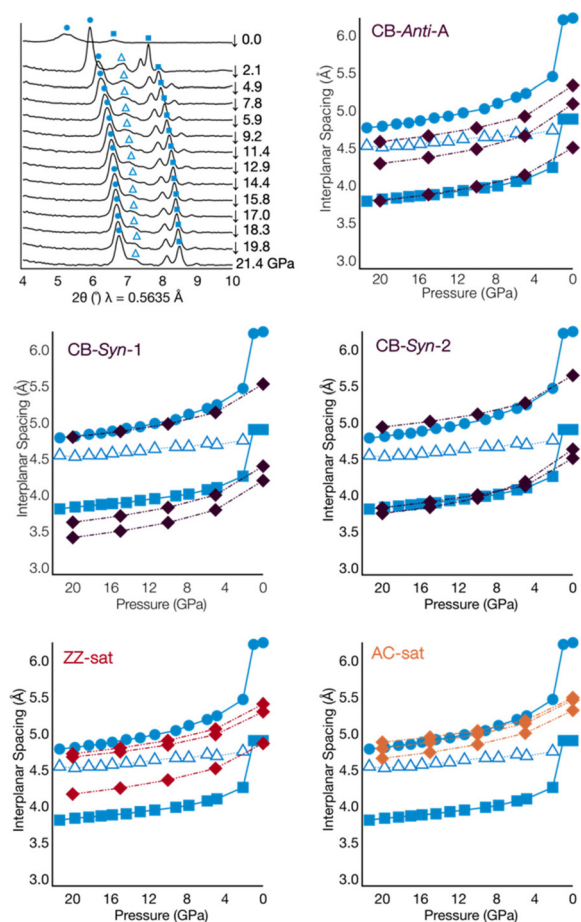 ↓ 0.0
↓ 2.1
↓ 4.9
↓ 7.8
↓ 5.9
↓ 9.2
↓ 11.4
↓ 12.9
↓ 14.4
↓ 15.8
↓ 17.0
↓ 18.3
↓ 19.8
21.4 GPa
4 5 6 7 8 9 10
2θ (°) λ = 0.5635 Å
CB-Anti-A
Interplanar Spacing (Å)
6.0
5.5
5.0
4.5
4.0
3.5
3.0
20 16 12 8 4 0
Pressure (GPa)
CB-Syn-1
Interplanar Spacing (Å)
6.0
5.5
5.0
4.5
4.0
3.5
3.0
20 16 12 8 4 0
Pressure (GPa)
CB-Syn-2
Interplanar Spacing (Å)
6.0
5.5
5.0
4.5
4.0
3.5
3.0
20 16 12 8 4 0
Pressure (GPa)
ZZ-sat
Interplanar Spacing (Å)
6.0
5.5
5.0
4.5
4.0
3.5
3.0
20 16 12 8 4 0
Pressure (GPa)
AC-sat
Interplanar Spacing (Å)
6.0
5.5
5.0
4.5
4.0
3.5
3.0
20 16 12 8 4 0
Pressure (GPa)